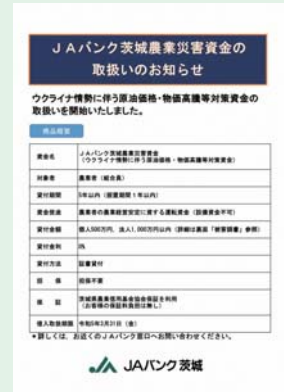 ＪＡバンク茨城農業災害資金の
取扱いのお知らせ
ウクライナ情勢に伴う原油価格・物価高騰等対策資金の
取扱いを開始いたしました。
商品概要
資金名 ＪＡバンク茨城農業災害資金
（ウクライナ情勢に伴う原油価格・物価高騰等対策資金）
対象者 農業者（組合員）
貸付期間 5年以内（据置期間1年以内）
資金使途 農業者の農業経営安定に資する運転資金（設備資金不可）
貸付金額 個人500万円、法人1,000万円以内（詳細は裏面「被害額書」参照）
貸付金利 0%
貸付方法 証書貸付
担保 担保不要
保証 茨城県農業信用基金協会保証を利用
（お客様の保証料負担は無し）
借入取扱期限 令和5年3月31日（金）
＊詳しくは、お近くのＪＡバンク窓口へお問い合わせください。
JAバンク 茨城